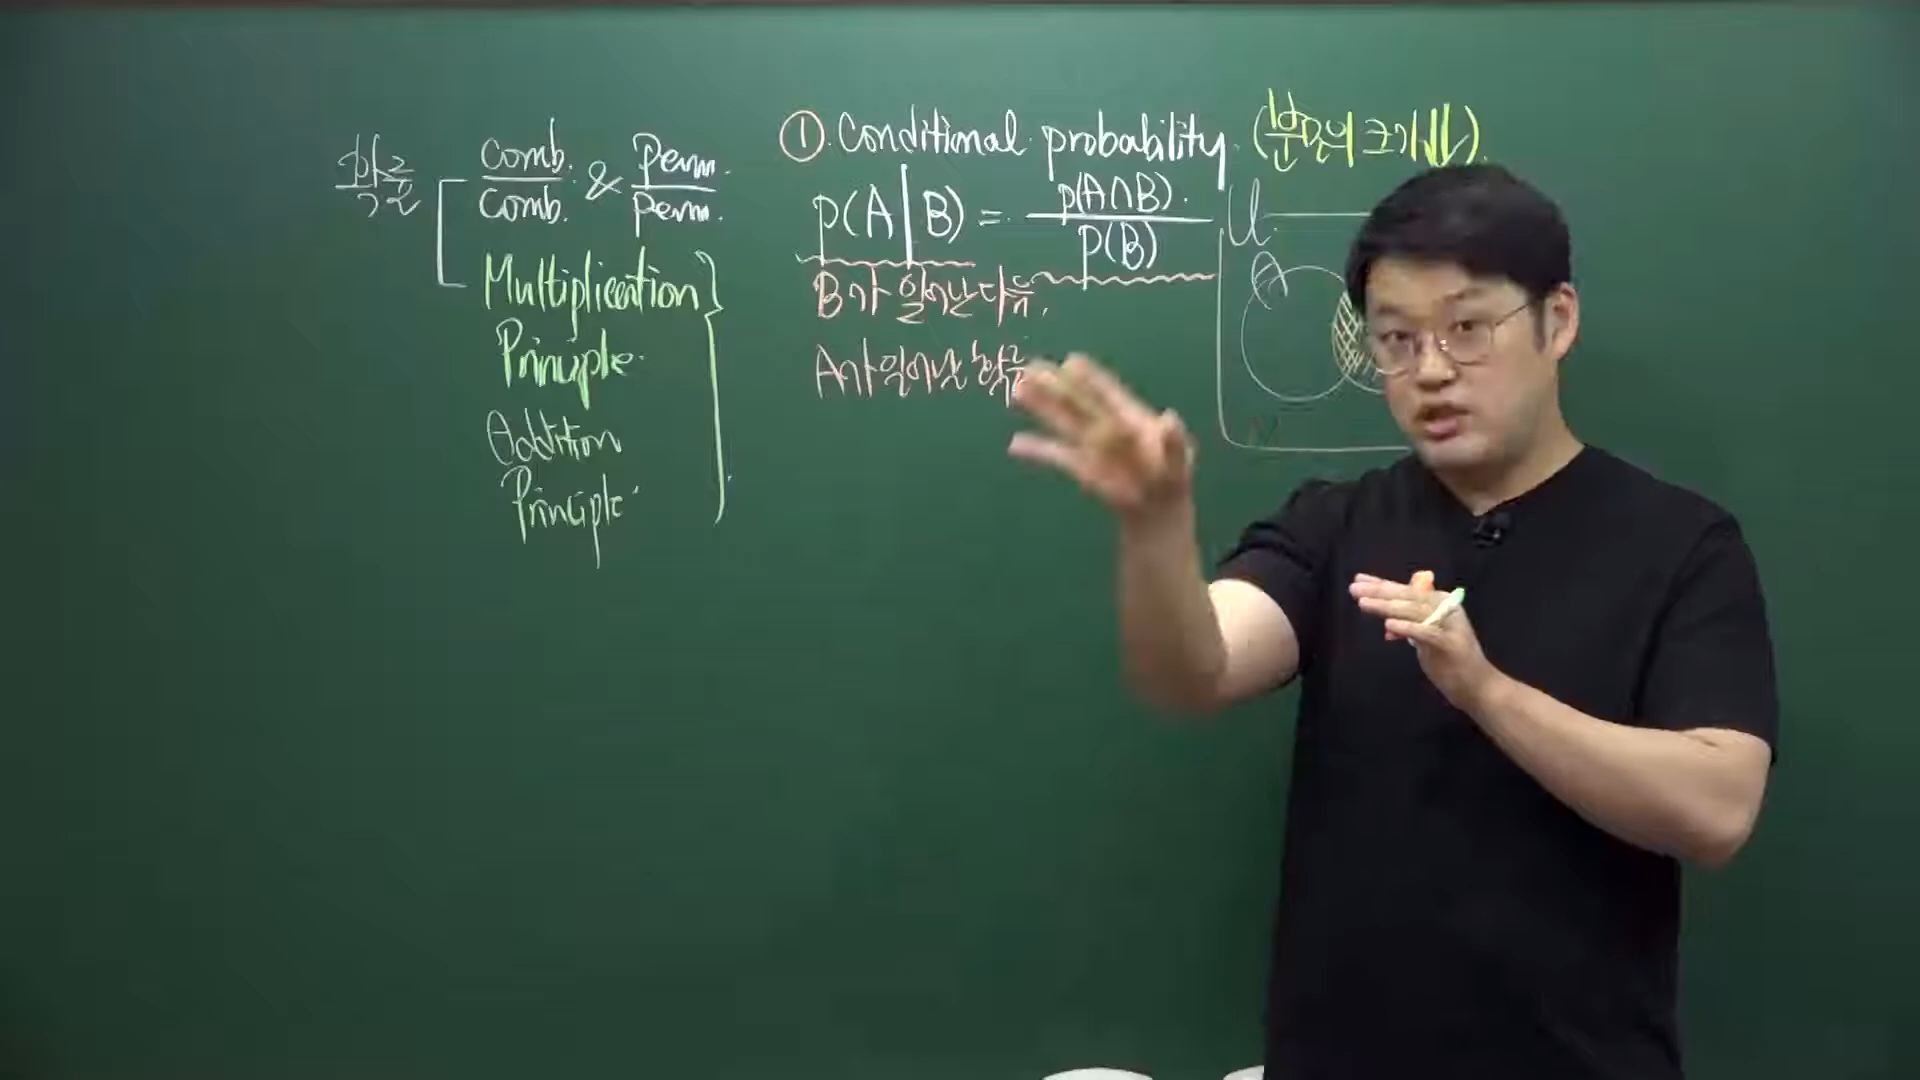 확률
comb. & perm.
comb. perm.
Multiplication
Principle.
Addition
Principle.
① Conditional probability. (분모의 크기↓↓).
P(A|B) = P(A∩B).
P(B)
B가 일어난 다음,
A가 일어날 확률
U
A